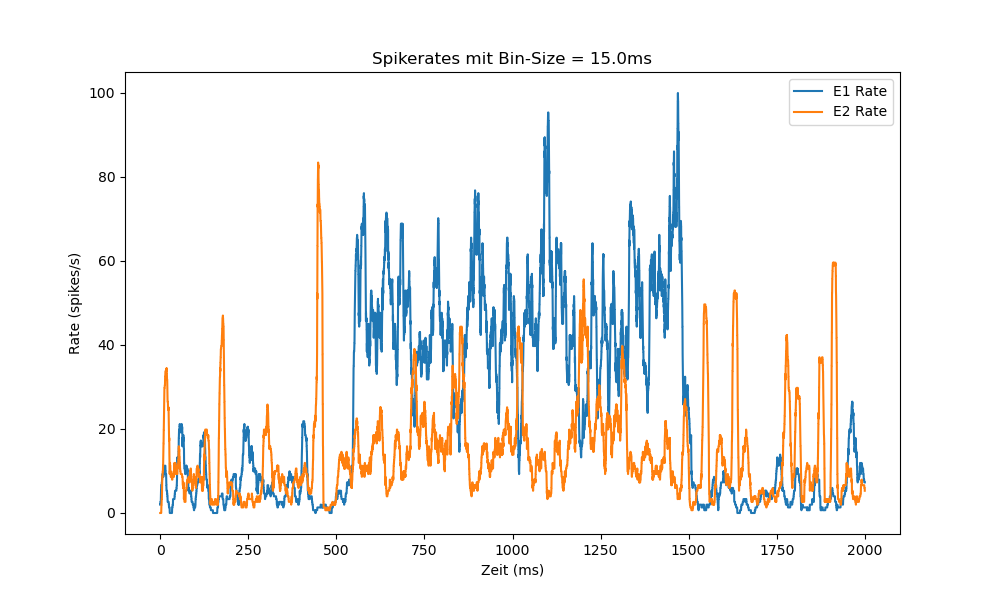 Spikerates mit Bin-Size = 15.0ms
E1 Rate
E2 Rate
Rate (spikes/s)
100
80
60
40
20
0
0 250 500 750 1000 1250 1500 1750 2000
Zeit (ms)